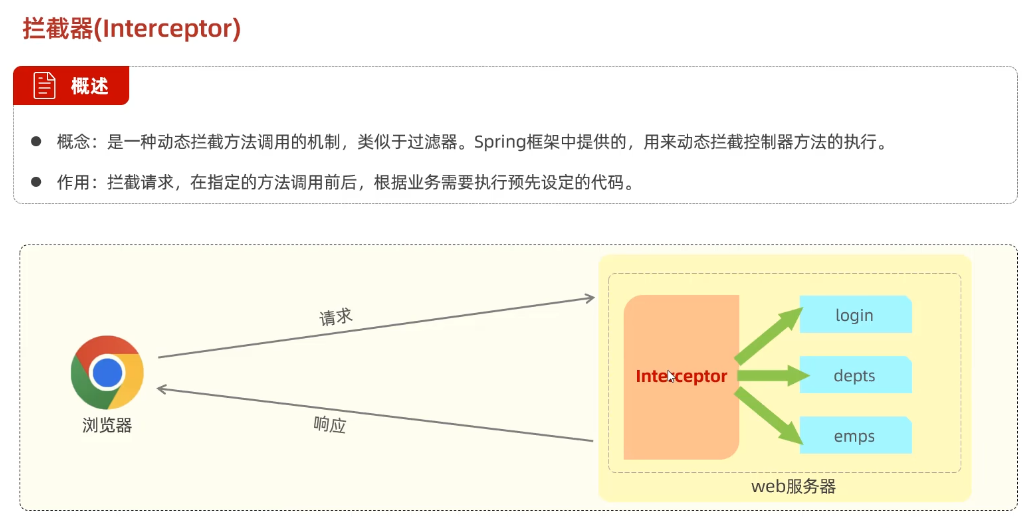 拦截器(Interceptor)
概述
● 概念：是一种动态拦截方法调用的机制，类似于过滤器。Spring框架中提供的，用来动态拦截控制器方法的执行。
● 作用：拦截请求，在指定的方法调用前后，根据业务需要执行预先设定的代码。
请求
login
Interceptor
depts
浏览器
响应
emps
web服务器